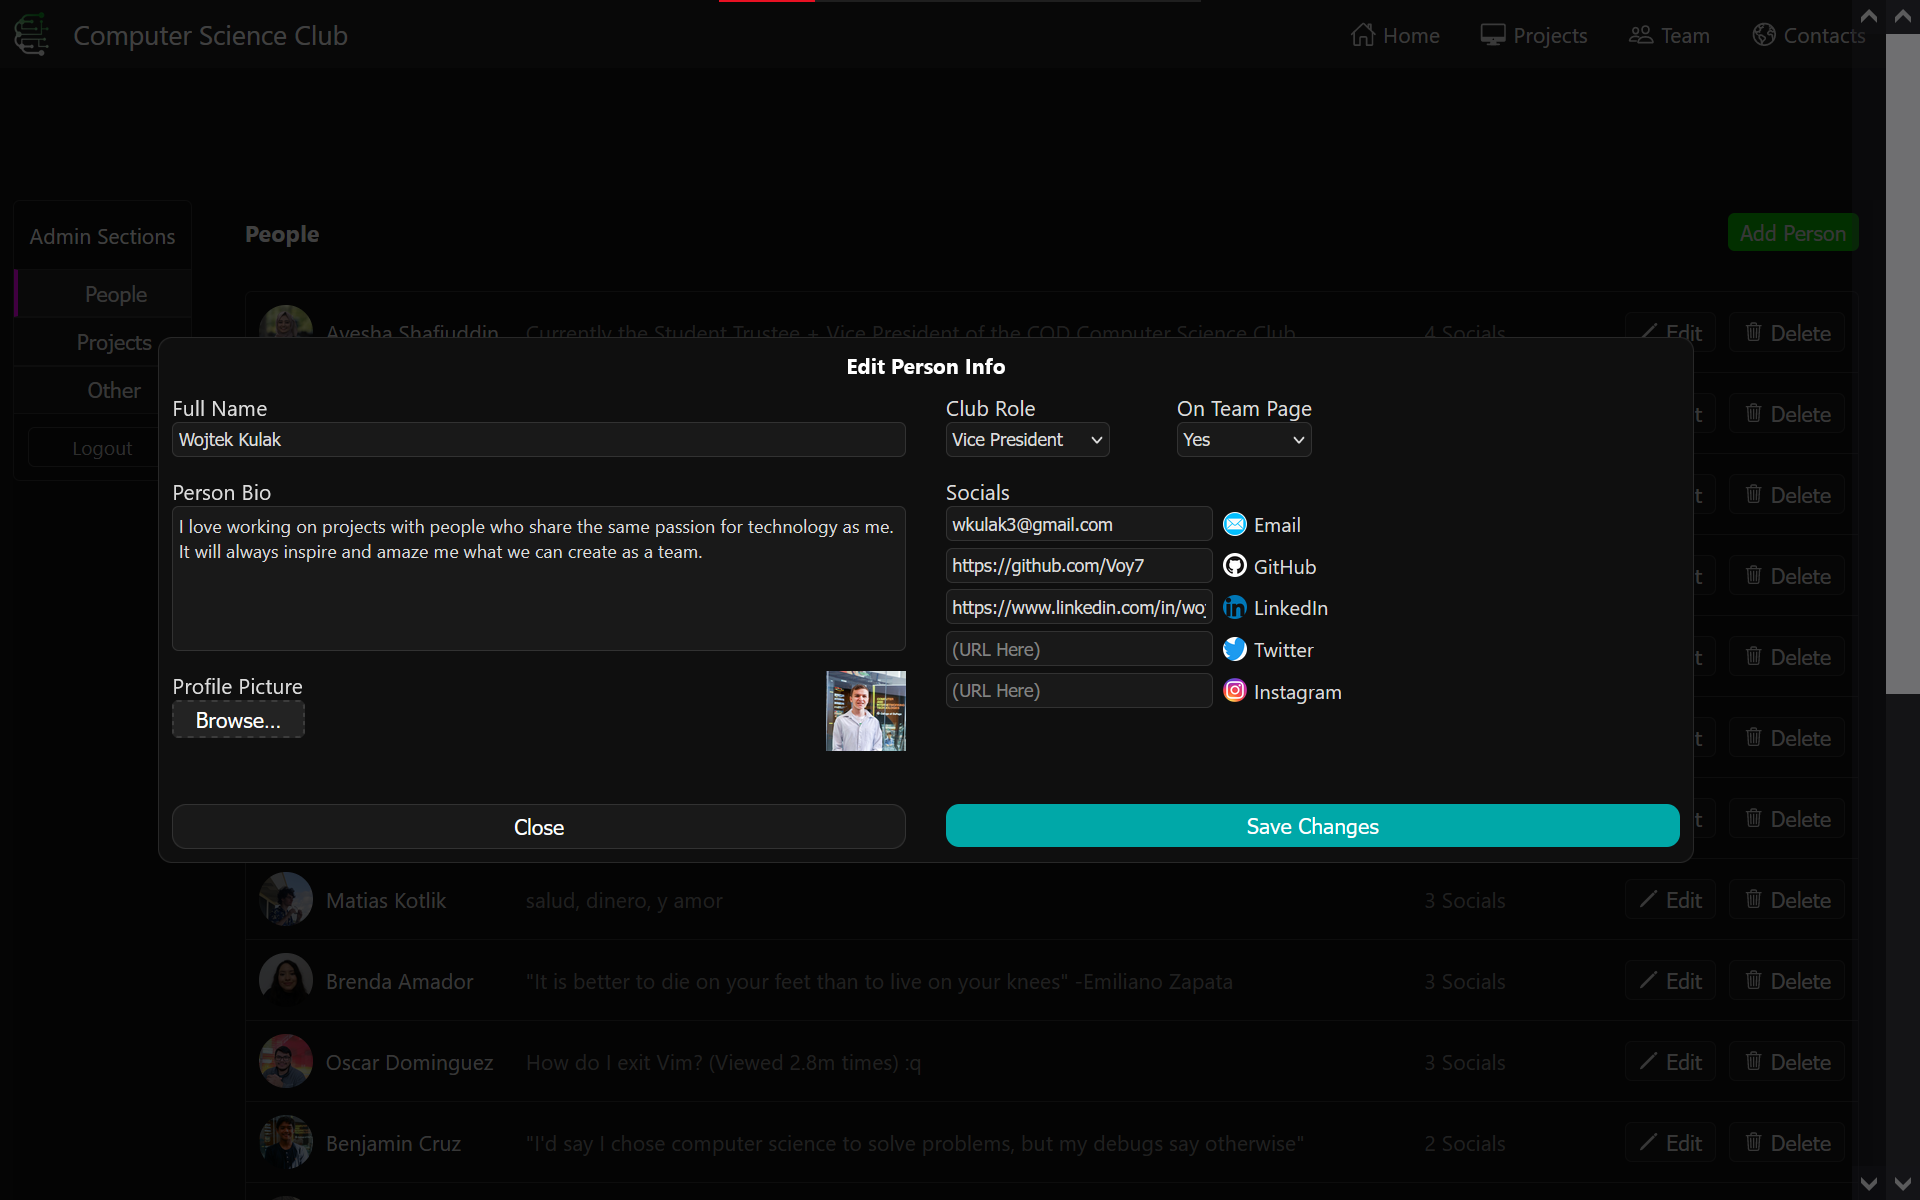 Computer Science Club
Home
Projects
Team
Contacts
Admin Sections
People
Projects
Other
Logout
People
Add Person
Ayesha Shafiuddin
Currently the Student Trustee + Vice President of the COD Computer Science Club
4 Socials
Edit
Delete
Delete
Delete
Delete
Delete
Delete
Delete
Edit Person Info
Full Name
Wojtek Kulak
Club Role
Vice President
On Team Page
Yes
Person Bio
I love working on projects with people who share the same passion for technology as me.
It will always inspire and amaze me what we can create as a team.
Socials
wkulak3@gmail.com
Email
https://github.com/Voy7
GitHub
https://www.linkedin.com/in/wo
LinkedIn
(URL Here)
Twitter
(URL Here)
Instagram
Profile Picture
Browse...
Close
Save Changes
Matias Kotlik
salud, dinero, y amor
3 Socials
Edit
Delete
Brenda Amador
"It is better to die on your feet than to live on your knees" -Emiliano Zapata
3 Socials
Edit
Delete
Oscar Dominguez
How do I exit Vim? (Viewed 2.8m times) :q
3 Socials
Edit
Delete
Benjamin Cruz
"I'd say I chose computer science to solve problems, but my debugs say otherwise"
2 Socials
Edit
Delete